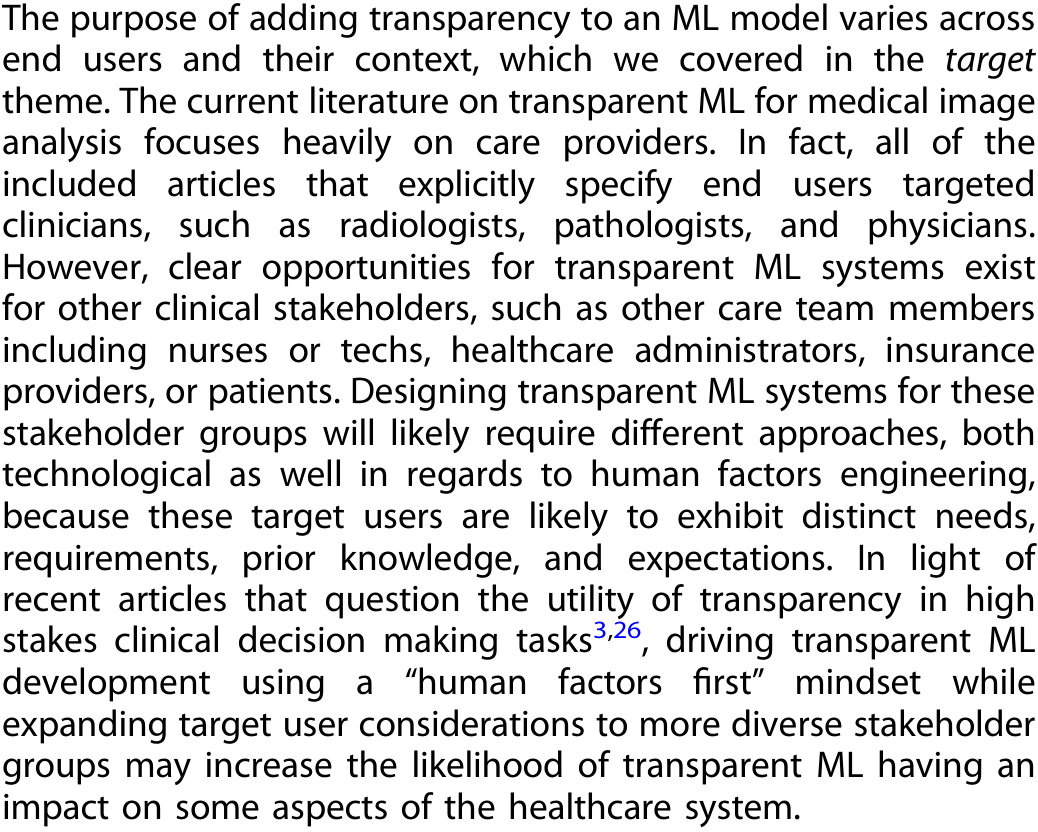 The purpose of adding transparency to an ML model varies across
end users and their context, which we covered in the target
theme. The current literature on transparent ML for medical image
analysis focuses heavily on care providers. In fact, all of the
included articles that explicitly specify end users targeted
clinicians, such as radiologists, pathologists, and physicians.
However, clear opportunities for transparent ML systems exist
for other clinical stakeholders, such as other care team members
including nurses or techs, healthcare administrators, insurance
providers, or patients. Designing transparent ML systems for these
stakeholder groups will likely require different approaches, both
technological as well in regards to human factors engineering,
because these target users are likely to exhibit distinct needs,
requirements, prior knowledge, and expectations. In light of
recent articles that question the utility of transparency in high
stakes clinical decision making tasks3,26, driving transparent ML
development using a “human factors first” mindset while
expanding target user considerations to more diverse stakeholder
groups may increase the likelihood of transparent ML having an
impact on some aspects of the healthcare system.